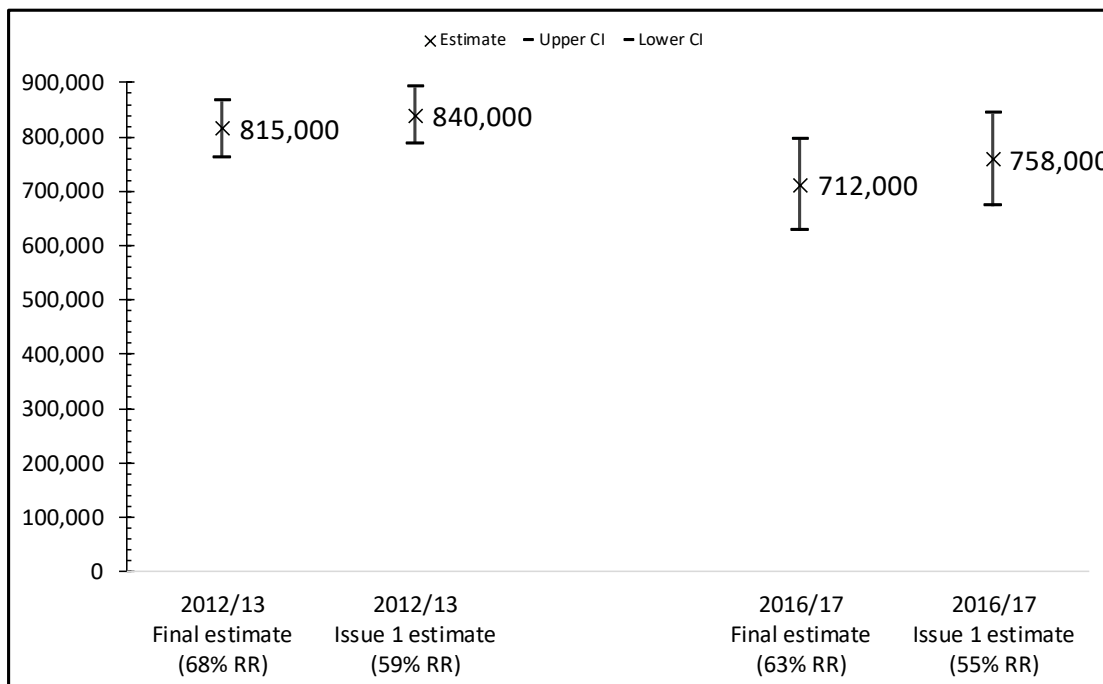 Estimate Upper CI Lower CI
900,000
800,000
700,000
600,000
500,000
400,000
300,000
200,000
100,000
0
815,000
840,000
712,000
758,000
2012/13
Final estimate
(68% RR)
2012/13
Issue 1 estimate
(59% RR)
2016/17
Final estimate
(63% RR)
2016/17
Issue 1 estimate
(55% RR)